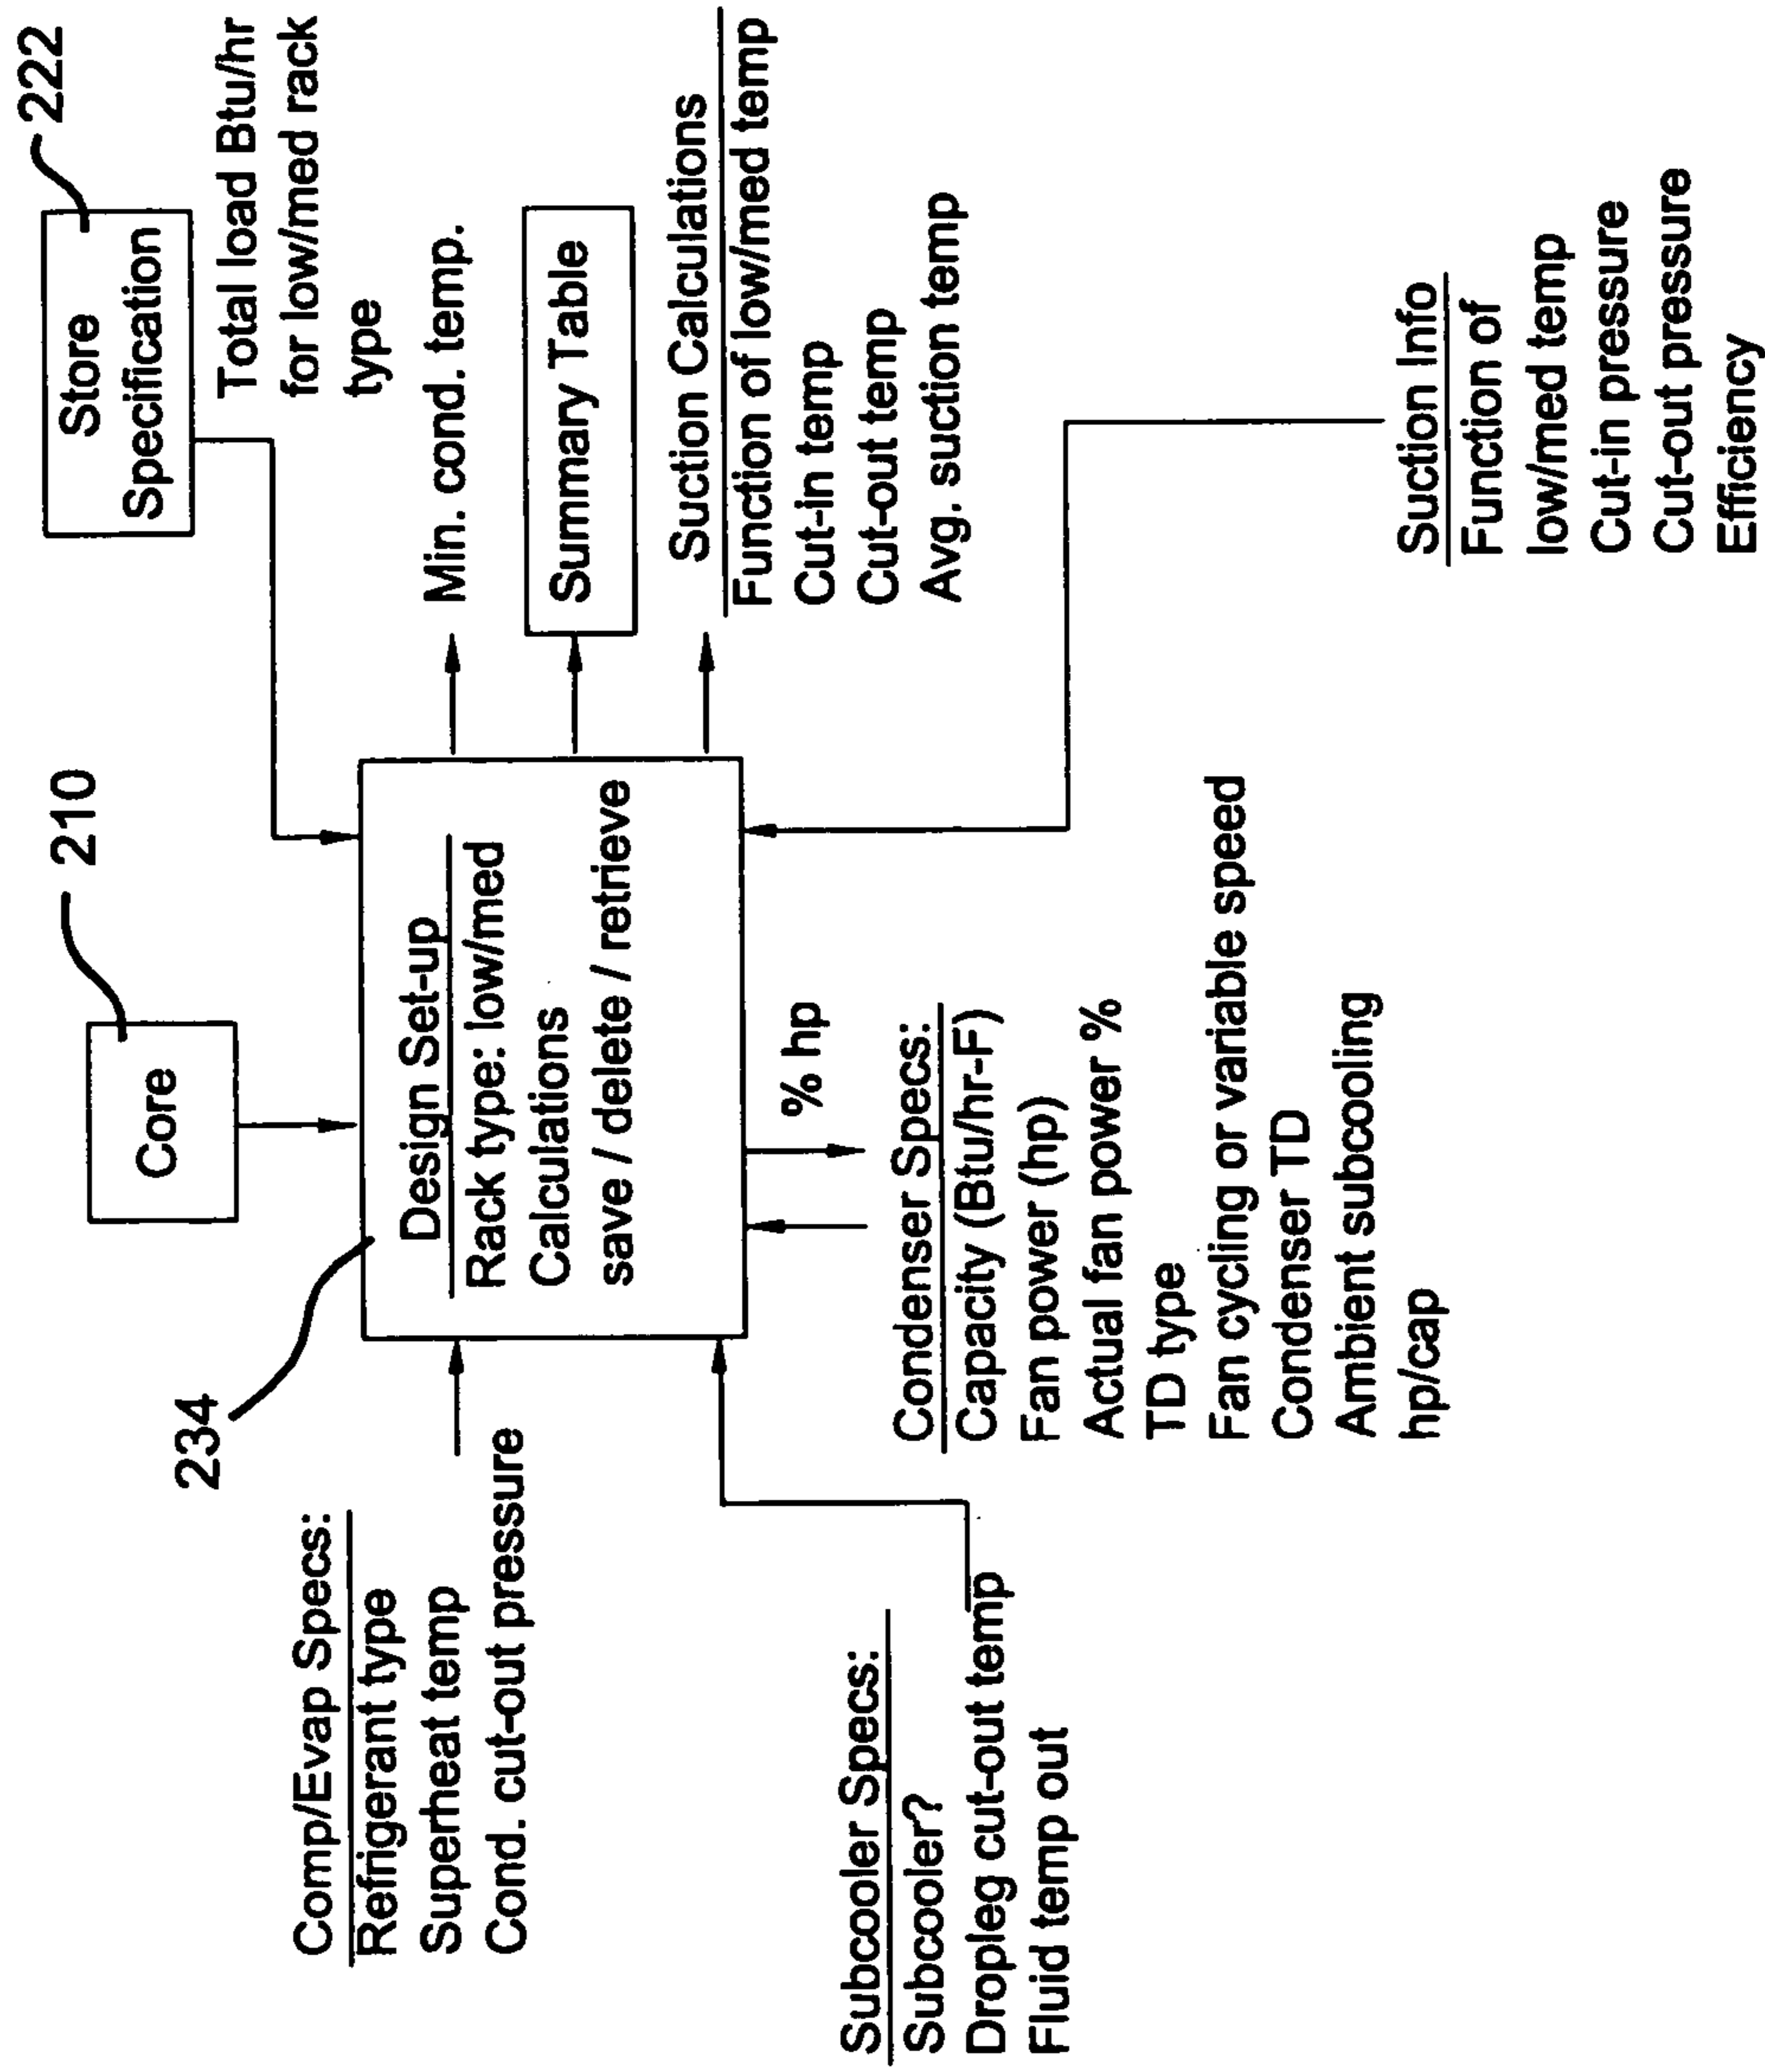 222
Store
Specification
Total load Btu/hr
for low/med rack
type
210
Core
234
Design Set-up
Rack type: low/med
Calculations
save / delete / retrieve
Comp/Evap Specs:
Refrigerant type
Superheat temp
Cond. cut-out pressure
Min. cond. temp.
Summary Table
Suction Calculations
Function of low/med temp
Cut-in temp
Cut-out temp
Avg. suction temp
Subcooler Specs:
Subcooler?
Dropleg cut-out temp
Fluid temp out
% hp
Condenser Specs:
Capacity (Btu/hr-F)
Fan power (hp)
Actual fan power %
TD type
Fan cycling or variable speed
Condenser TD
Ambient subcooling
hp/cap
Suction Info
Function of
low/med temp
Cut-in pressure
Cut-out pressure
Efficiency